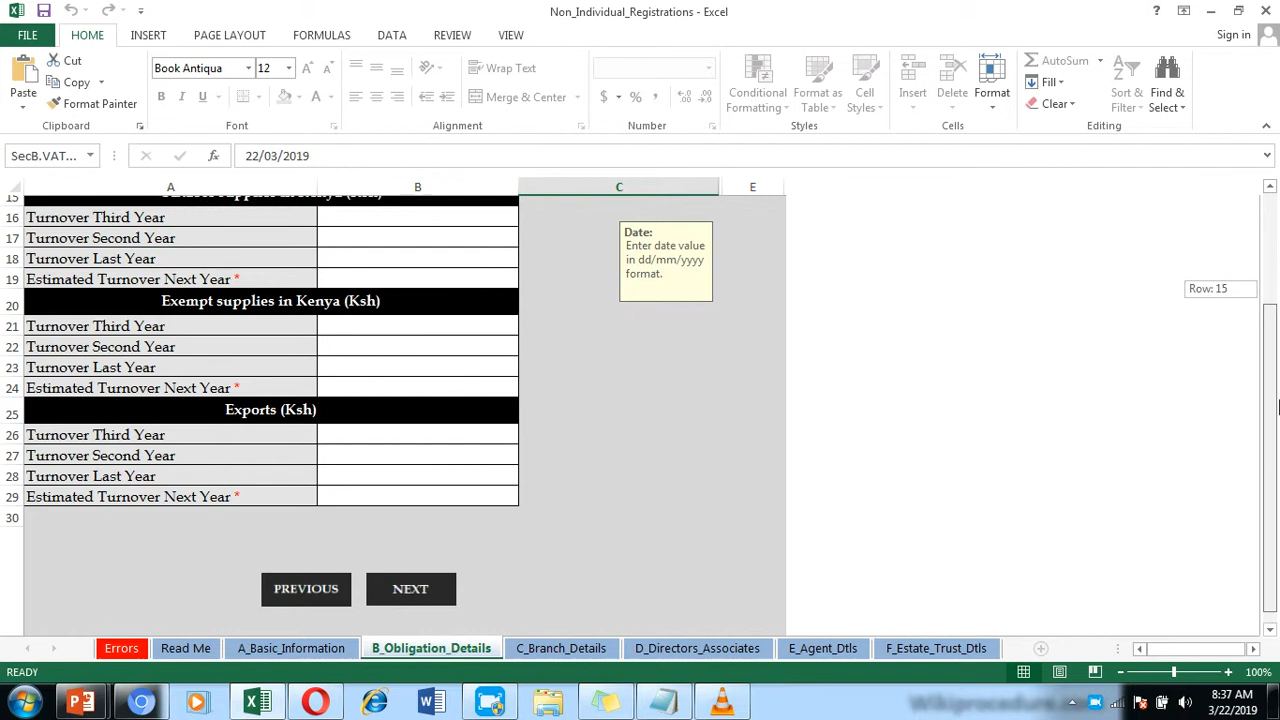 Non_Individual_Registrations - Excel
FILE HOME INSERT PAGE LAYOUT FORMULAS DATA REVIEW VIEW Sign in
Paste
Cut
Copy
Format Painter
Clipboard
Book Antiqua 12
B I U
Font
Wrap Text
Merge & Center
Alignment
$ % ,
Number
Conditional Formatting
Format as Table
Cell Styles
Styles
Insert Delete Format
Cells
AutoSum
Fill
Clear
Sort & Filter
Find & Select
Editing
SecB.VAT...
22/03/2019
A B C E
15
16 Turnover Third Year
17 Turnover Second Year
18 Turnover Last Year
19 Estimated Turnover Next Year *
20 Exempt supplies in Kenya (Ksh)
21 Turnover Third Year
22 Turnover Second Year
23 Turnover Last Year
24 Estimated Turnover Next Year *
25 Exports (Ksh)
26 Turnover Third Year
27 Turnover Second Year
28 Turnover Last Year
29 Estimated Turnover Next Year *
30
Date:
Enter date value
in dd/mm/yyyy
format.
Row: 15
PREVIOUS NEXT
Errors Read Me A_Basic_Information B_Obligation_Details C_Branch_Details D_Directors_Associates E_Agent_Dtls F_Estate_Trust_Dtls
READY 100%
8:37 AM
3/22/2019